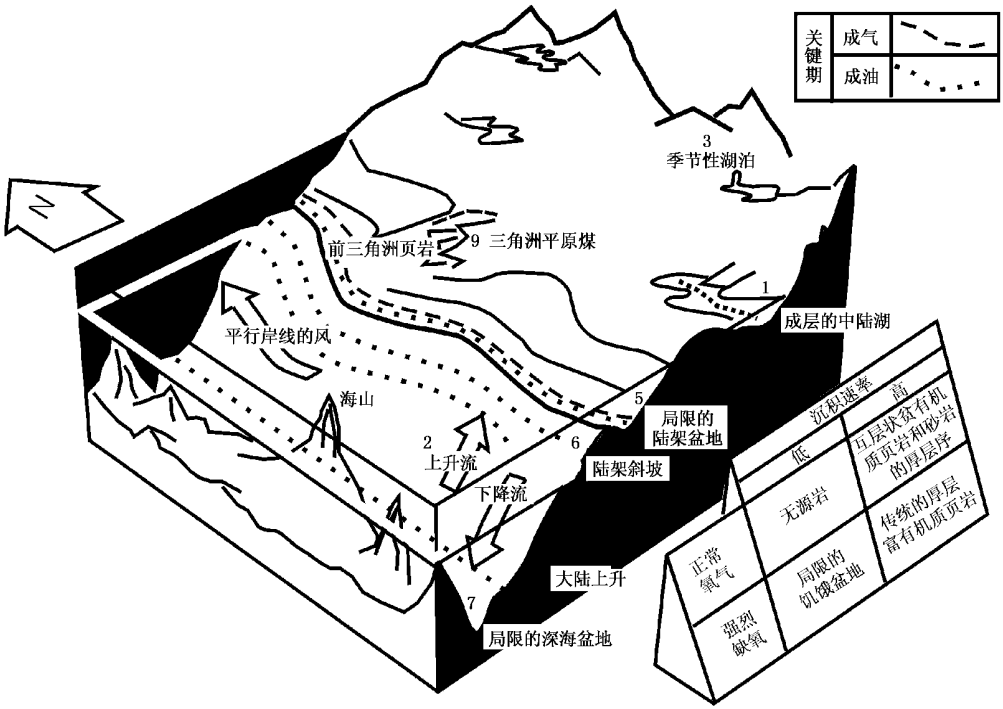 关键期
成气
成油
3
季节性湖泊
N
前三角洲页岩
9 三角洲平原煤
1
成层的中陆湖
平行岸线的风
海山
5
局限的
陆架盆地
2
上升流
6
陆架斜坡
下降流
大陆上升
7
局限的深海盆地
沉积速率
低
高
正常
氧气
无源岩
互层状贫有机
质页岩和砂岩
的厚层序
强烈
缺氧
局限的
饥饿盆地
传统的厚层
富有机质页岩